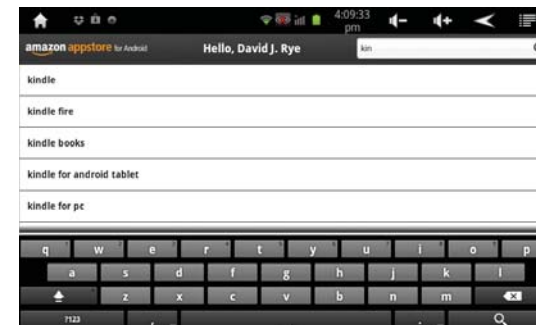 4:09:33
pm
amazon appstore for Android
Hello, David J. Rye
kin
kindle
kindle fire
kindle books
kindle for android tablet
kindle for pc
q w e r t y u i o p
a s d f g h j k l
z x c v b n m
?123